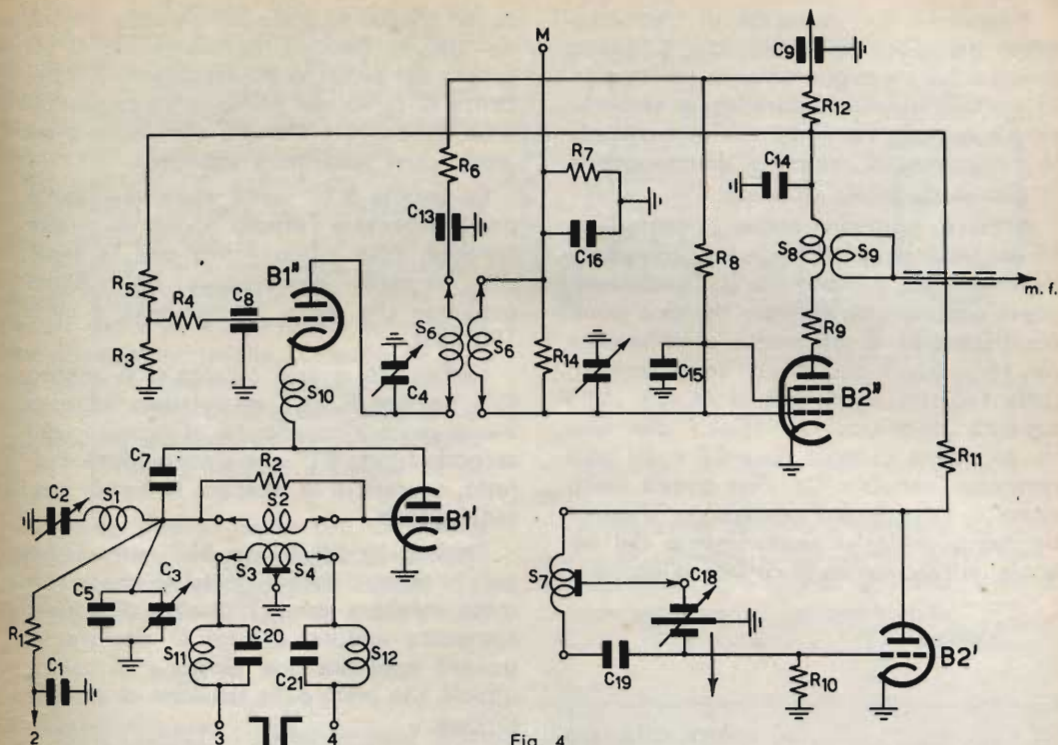 M
C9
R12
R6
R7
C14
C13
C16
R8
S8 S9
m. f.
B1"
R5
R4
C8
R3
S6
S6
R9
R14
C15
C4
B2"
S10
C7
R2
R11
C2
S1
S2
B1'
S3
S4
S7
C18
C5
C3
R1
C20
S11
C21
S12
C19
R10
B2'
C1
2
3
4
Fig. 4